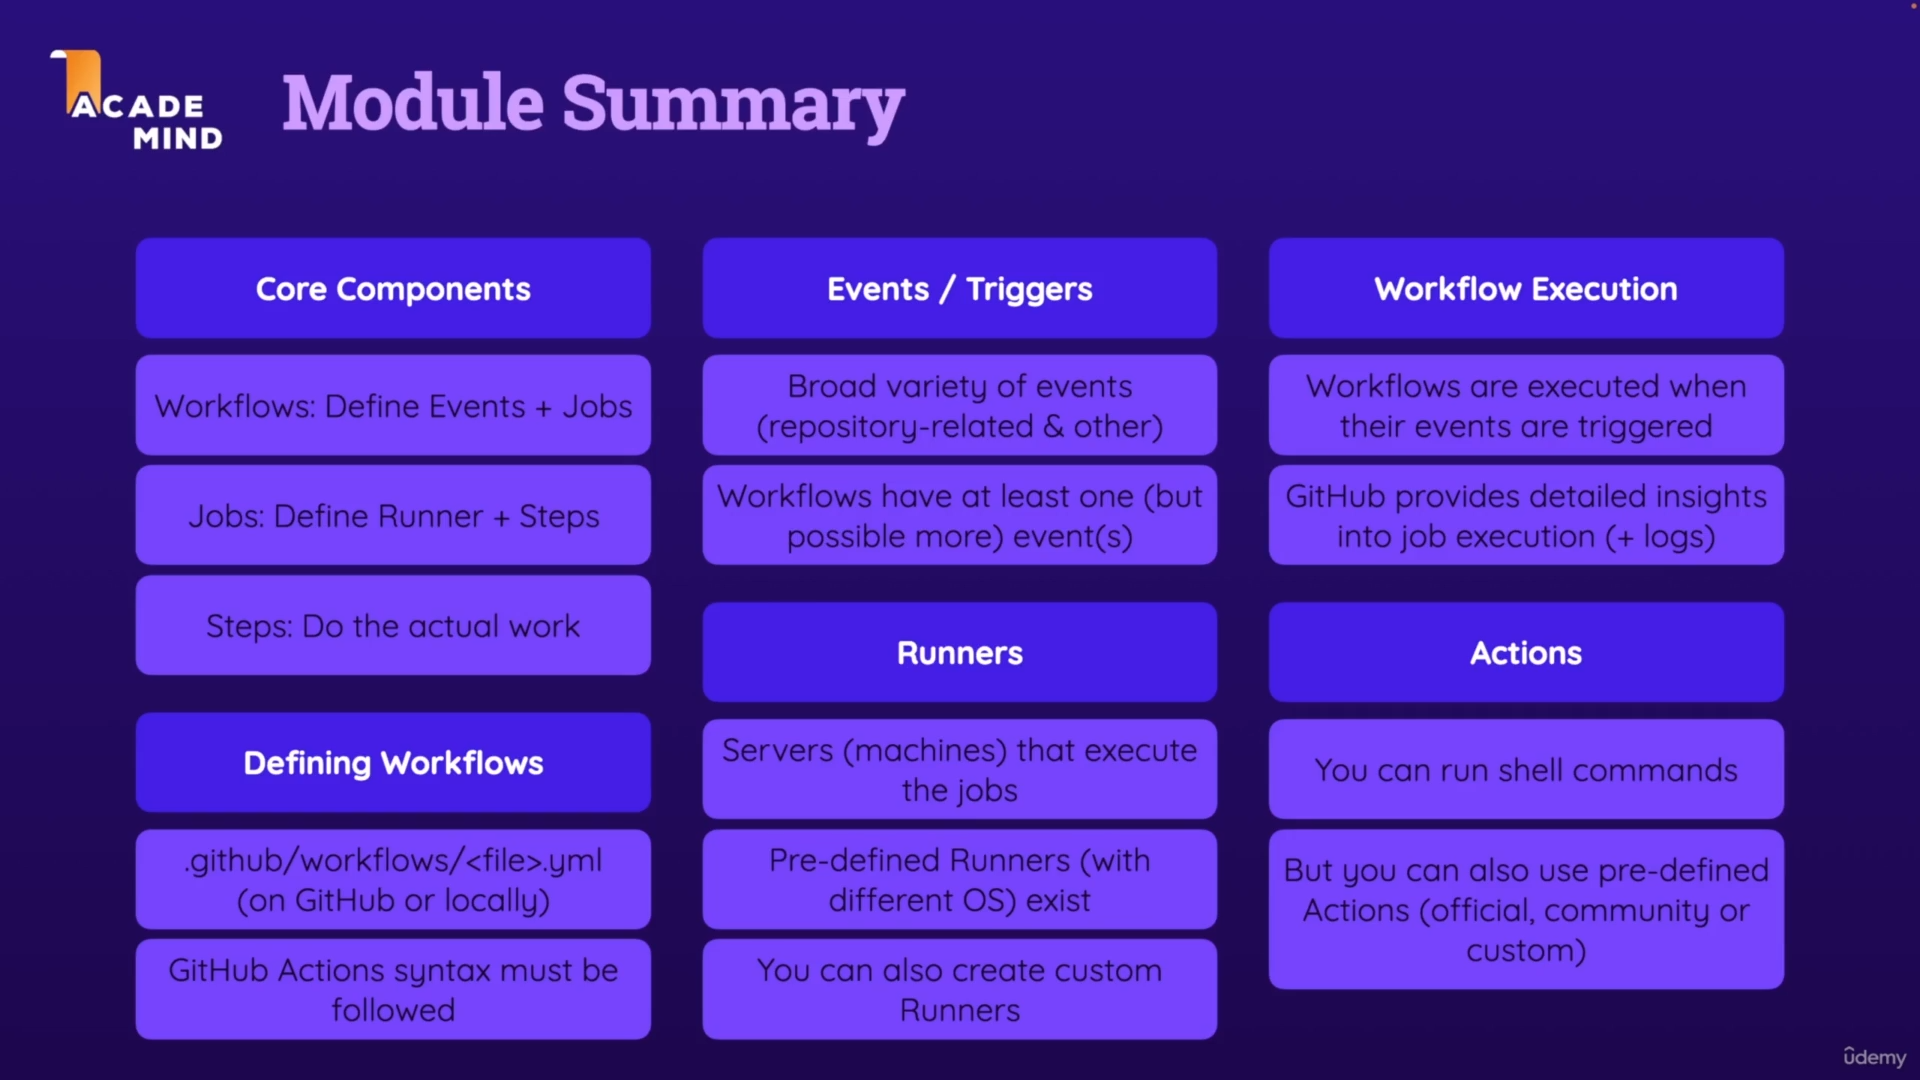 ACADE
MIND
Module Summary
Core Components
Workflows: Define Events + Jobs
Jobs: Define Runner + Steps
Steps: Do the actual work
Defining Workflows
.github/workflows/<file>.yml
(on GitHub or locally)
GitHub Actions syntax must be
followed
Events / Triggers
Broad variety of events
(repository-related & other)
Workflows have at least one (but
possible more) event(s)
Runners
Servers (machines) that execute
the jobs
Pre-defined Runners (with
different OS) exist
You can also create custom
Runners
Workflow Execution
Workflows are executed when
their events are triggered
GitHub provides detailed insights
into job execution (+ logs)
Actions
You can run shell commands
But you can also use pre-defined
Actions (official, community or
custom)
ûdemy